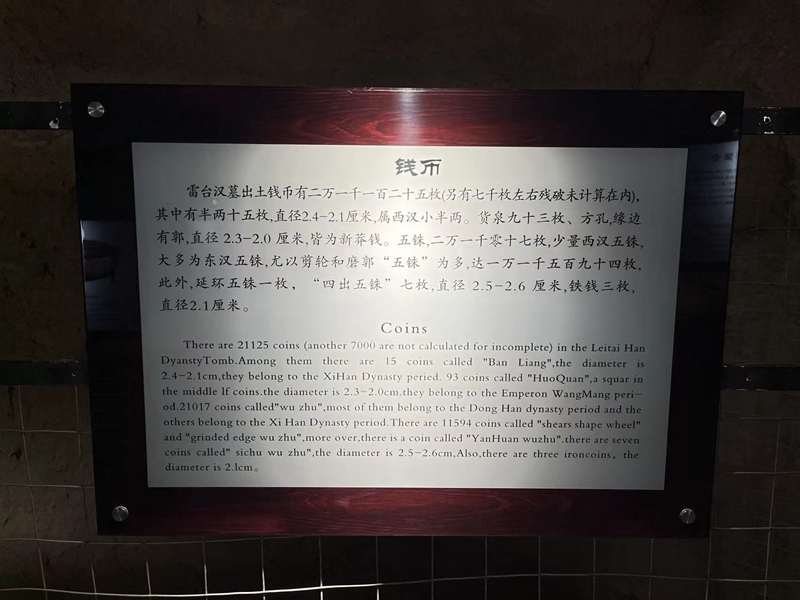 钱币
雷台汉墓出土钱币有二万一千一百二十五枚(另有七千枚左右残破未计算在内),
其中有半两十五枚,直径2.4-2.1厘米,属西汉小半两。货泉九十三枚、方孔,缘边
有郭,直径 2.3-2.0 厘米,皆为新莽钱。五铢,二万一千零十七枚,少量西汉五铢,
大多为东汉五铢,尤以剪轮和磨郭“五铢”为多,达一万一千五百九十四枚,
此外,延环五铢一枚,“四出五铢”七枚,直径 2.5-2.6 厘米,铁钱三枚,
直径2.1厘米。
Coins
There are 21125 coins (another 7000 are not calculated for incomplete) in the Leitai Han
DyanstyTomb.Among them there are 15 coins called "Ban Liang",the diameter is
2.4-2.1cm,they belong to the XiHan Dynasty period. 93 coins called "HuoQuan",a squar in
the middle lf coins.the diameter is 2.3-2.0cm.they belong to the Emperon WangMang peri-
od.21017 coins called"wu zhu",most of them belong to the Dong Han dynasty period and the
others belong to the Xi Han Dynasty period.There are 11594 coins called "shears shape wheel"
and "grinded edge wu zhu",more over,there is a coin called "YanHuan wuzhu".there are seven
coins called" sichu wu zhu",the diameter is 2.5-2.6cm,Also,there are three ironcoins, the
diameter is 2.lcm。